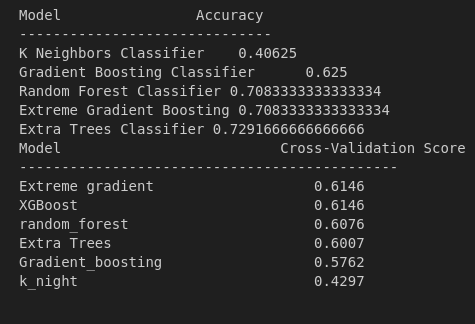 Model                Accuracy
------------------------------
K Neighbors Classifier    0.40625
Gradient Boosting Classifier      0.625
Random Forest Classifier 0.7083333333333334
Extreme Gradient Boosting 0.7083333333333334
Extra Trees Classifier 0.7291666666666666
Model                          Cross-Validation Score
---------------------------------------------
Extreme gradient                   0.6146
XGBoost                            0.6146
random_forest                      0.6076
Extra Trees                        0.6007
Gradient_boosting                  0.5762
k_night                            0.4297